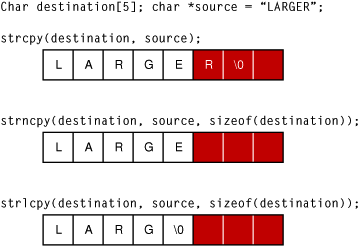 Char destination[5]; char *source = “LARGER”;
strcpy(destination, source);
L A R G E R \0
strncpy(destination, source, sizeof(destination));
L A R G E
strlcpy(destination, source, sizeof(destination));
L A R G \0